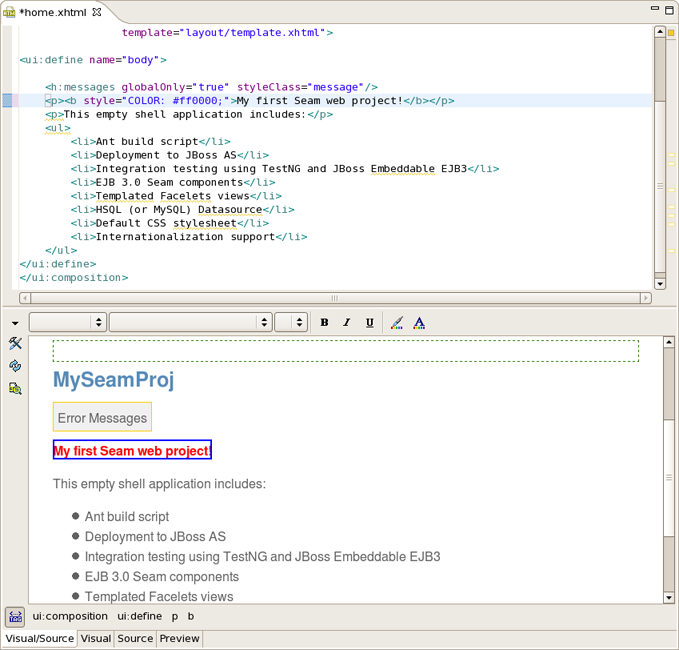 *home.xhtml
template="layout/template.xhtml">
<ui:define name="body">
<h:messages globalOnly="true" styleClass="message"/>
<p><b style="COLOR: #ff0000;">My first Seam web project!</b></p>
<p>This empty shell application includes:</p>
<ul>
<li>Ant build script</li>
<li>Deployment to JBoss AS</li>
<li>Integration testing using TestNG and JBoss Embeddable EJB3</li>
<li>EJB 3.0 Seam components</li>
<li>Templated Facelets views</li>
<li>HSQL (or MySQL) Datasource</li>
<li>Default CSS stylesheet</li>
<li>Internationalization support</li>
</ul>
</ui:define>
</ui:composition>
B I U A
MySeamProj
Error Messages
My first Seam web project!
This empty shell application includes:
Ant build script
Deployment to JBoss AS
Integration testing using TestNG and JBoss Embeddable EJB3
EJB 3.0 Seam components
Templated Facelets views
ui:composition ui:define p b
Visual/Source Visual Source Preview